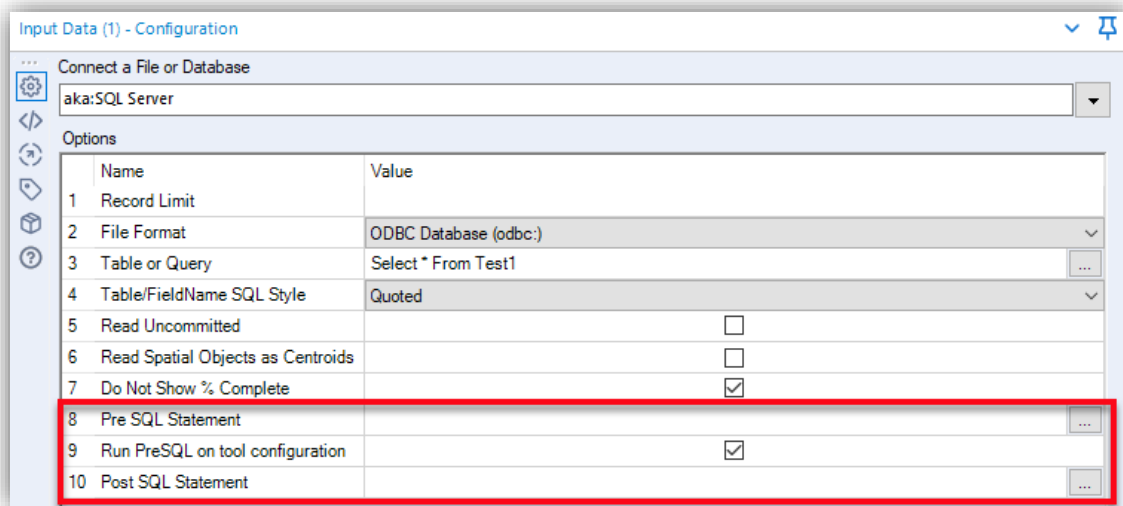 Input Data (1) - Configuration
Connect a File or Database
aka:SQL Server
Options
Name Value
1 Record Limit
2 File Format ODBC Database (odbc:)
3 Table or Query Select * From Test1 ...
4 Table/FieldName SQL Style Quoted
5 Read Uncommitted
6 Read Spatial Objects as Centroids
7 Do Not Show % Complete
8 Pre SQL Statement ...
9 Run PreSQL on tool configuration
10 Post SQL Statement ...